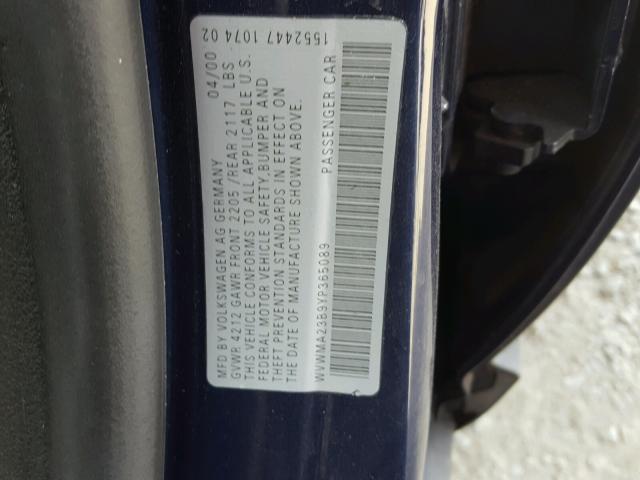 1552447 1074 02
MFD BY VOLKSWAGEN AG GERMANY 04/00
GVWR 4212 GAWR FRONT 2205 /REAR 2117 LBS
THIS VEHICLE CONFORMS TO ALL APPLICABLE U.S.
FEDERAL MOTOR VEHICLE SAFETY,BUMPER AND
THEFT PREVENTION STANDARDS IN EFFECT ON
THE DATE OF MANUFACTURE SHOWN ABOVE.
WVWMA23B9YP365089 PASSENGER CAR